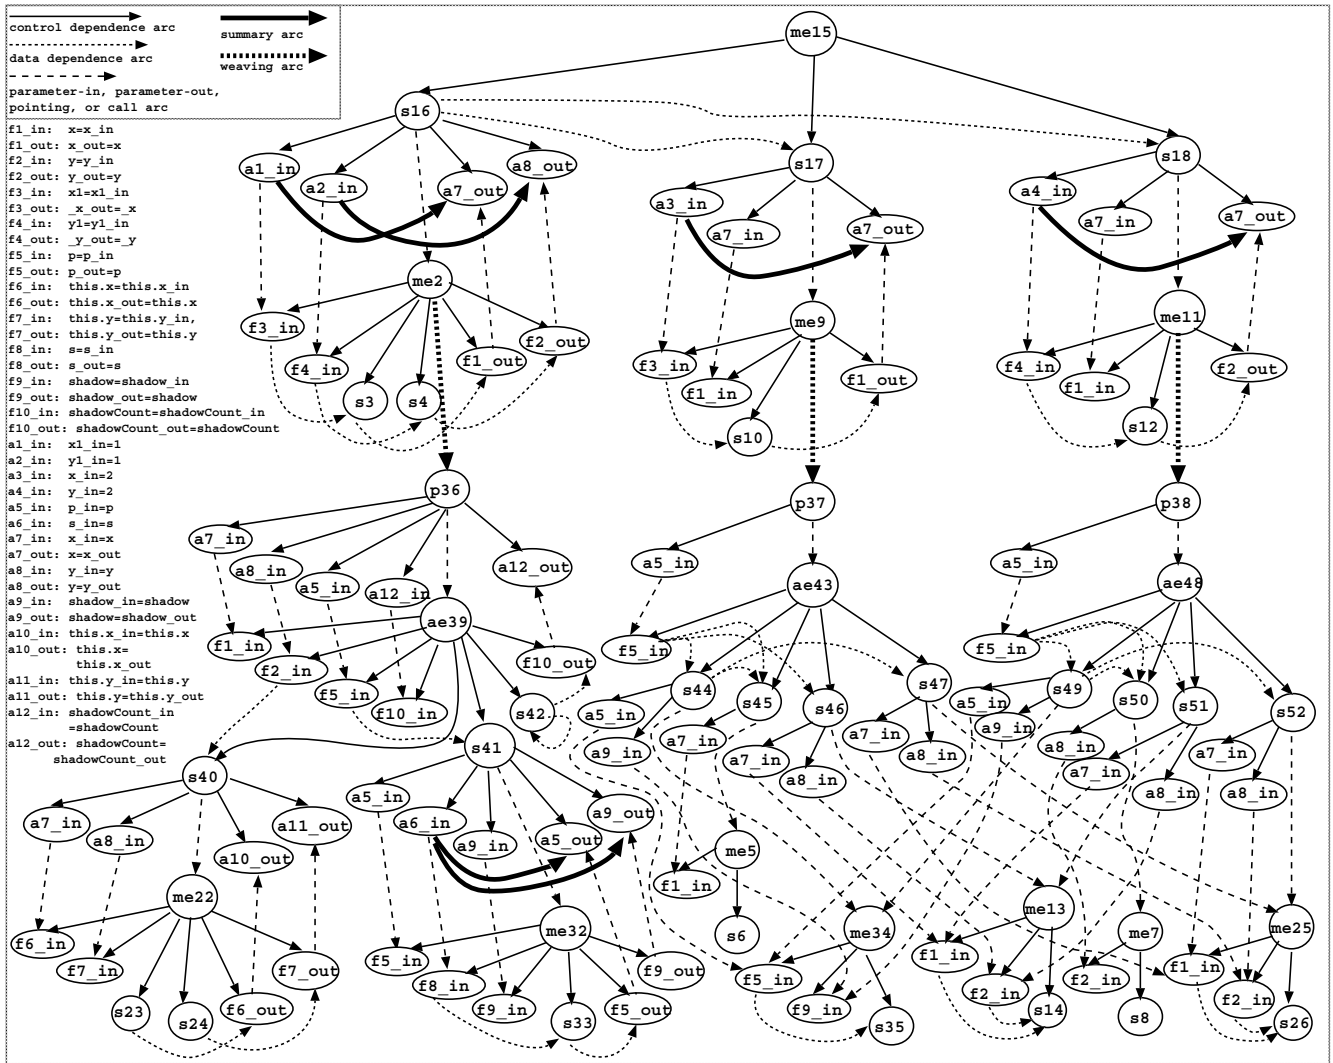 control dependence arc
summary arc
data dependence arc
weaving arc
parameter-in, parameter-out,
pointing, or call arc
f1_in: x=x_in
f1_out: x_out=x
f2_in: y=y_in
f2_out: y_out=y
f3_in: x1=x1_in
f3_out: _x_out=_x
f4_in: y1=y1_in
f4_out: _y_out=_y
f5_in: p=p_in
f5_out: p_out=p
f6_in: this.x=this.x_in
f6_out: this.x_out=this.x
f7_in: this.y=this.y_in,
f7_out: this.y_out=this.y
f8_in: s=s_in
f8_out: s_out=s
f9_in: shadow=shadow_in
f9_out: shadow_out=shadow
f10_in: shadowCount=shadowCount_in
f10_out: shadowCount_out=shadowCount
a1_in: x1_in=1
a2_in: y1_in=1
a3_in: x_in=2
a4_in: y_in=2
a5_in: p_in=p
a6_in: s_in=s
a7_in: x_in=x
a7_out: x=x_out
a8_in: y_in=y
a8_out: y=y_out
a9_in: shadow_in=shadow
a9_out: shadow=shadow_out
a10_in: this.x_in=this.x
a10_out: this.x=
this.x_out
a11_in: this.y_in=this.y
a11_out: this.y=this.y_out
a12_in: shadowCount_in
=shadowCount
a12_out: shadowCount=
shadowCount_out
me15
s16
s17
s18
a1_in
a2_in
a7_out
a8_out
a3_in
a7_in
a7_out
a4_in
a7_in
a7_out
me2
me9
me11
f3_in
f4_in
s3
s4
f1_out
f2_out
f3_in
f1_in
s10
f1_out
f4_in
f1_in
s12
f2_out
p36
p37
p38
a7_in
a8_in
a5_in
a12_in
a12_out
a5_in
a5_in
ae39
ae43
ae48
f1_in
f2_in
f5_in
f10_in
s42
f10_out
f5_in
s44
s45
s46
s47
f5_in
s49
s50
s51
s52
s40
s41
a5_in
a9_in
a7_in
a7_in
a8_in
a7_in
a8_in
a5_in
a9_in
a8_in
a7_in
a8_in
a7_in
a8_in
a7_in
a8_in
a10_out
a11_out
a5_in
a6_in
a9_in
a5_out
a9_out
me5
f1_in
s6
me22
me32
me34
me13
me7
me25
f6_in
f7_in
s23
s24
f6_out
f7_out
f5_in
f8_in
f9_in
s33
f5_out
f9_out
f5_in
f9_in
s35
f1_in
f2_in
s14
f2_in
s8
f1_in
f2_in
s26